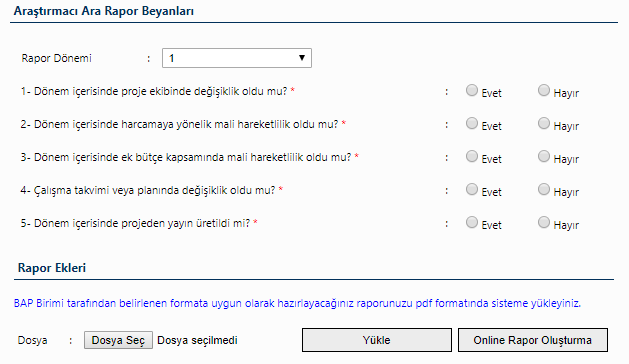 Araştırmacı Ara Rapor Beyanları
Rapor Dönemi : 1
1- Dönem içerisinde proje ekibinde değişiklik oldu mu? * : Evet Hayır
2- Dönem içerisinde harcamaya yönelik mali hareketlilik oldu mu? * : Evet Hayır
3- Dönem içerisinde ek bütçe kapsamında mali hareketlilik oldu mu? * : Evet Hayır
4- Çalışma takvimi veya planında değişiklik oldu mu? * : Evet Hayır
5- Dönem içerisinde projeden yayın üretildi mi? * : Evet Hayır
Rapor Ekleri
BAP Birimi tarafından belirlenen formata uygun olarak hazırlayacağınız raporunuzu pdf formatında sisteme yükleyiniz.
Dosya : Dosya Seç Dosya seçilmedi Yükle Online Rapor Oluşturma